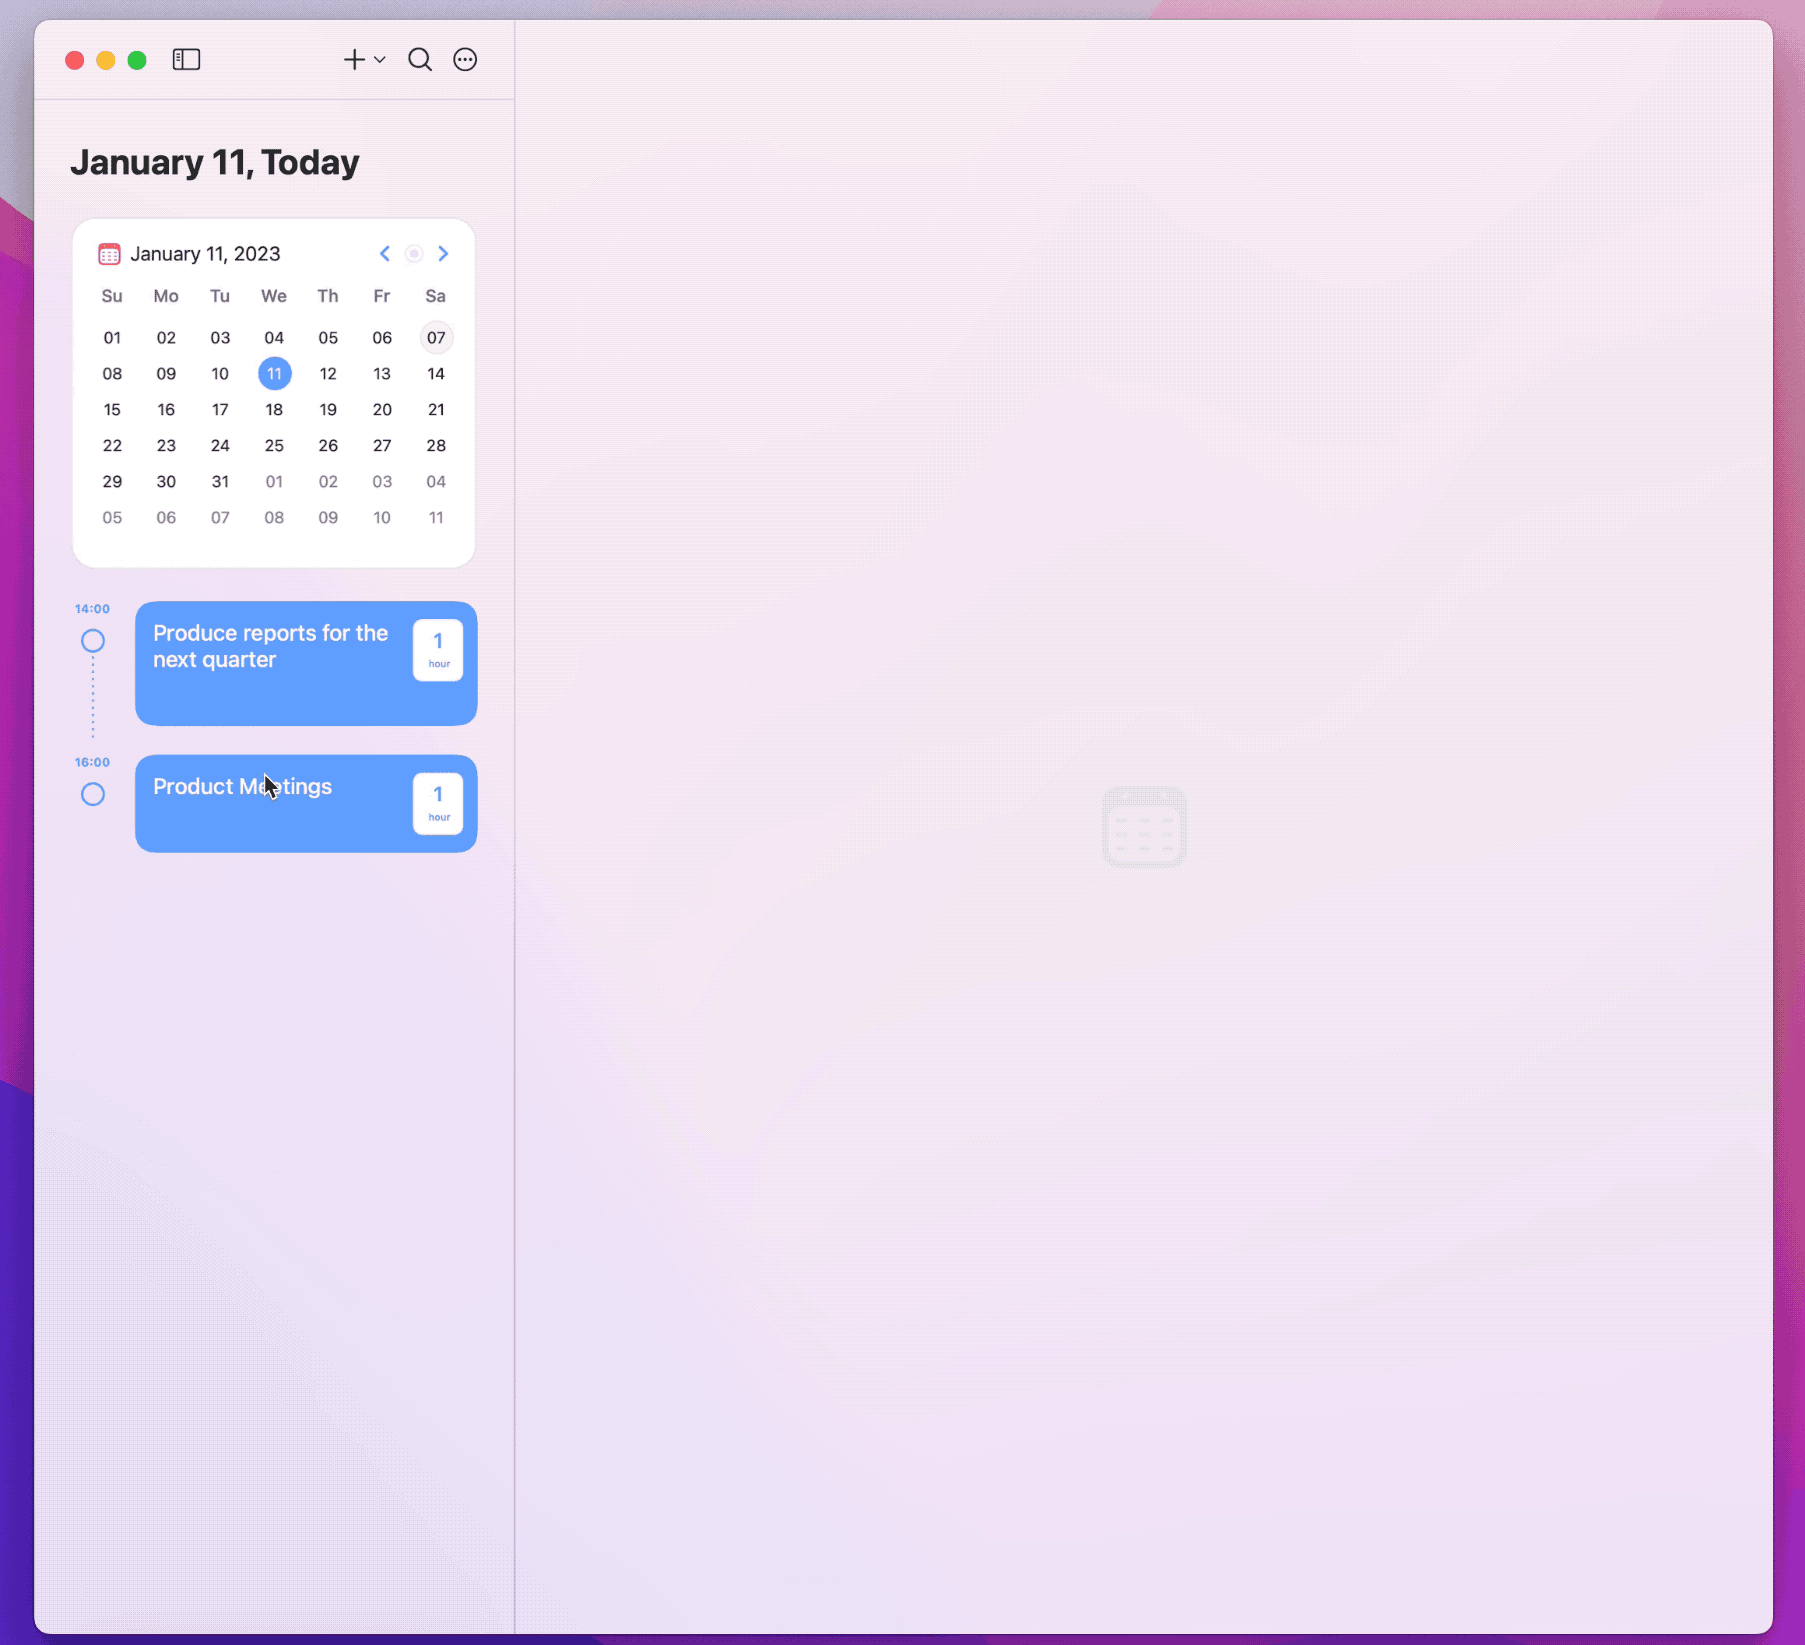 January 11, Today
January 11, 2023
Su Mo Tu We Th Fr Sa
01 02 03 04 05 06 07
08 09 10 11 12 13 14
15 16 17 18 19 20 21
22 23 24 25 26 27 28
29 30 31 01 02 03 04
05 06 07 08 09 10 11
14:00
Produce reports for the
next quarter
1
hour
16:00
Product Meetings
1
hour